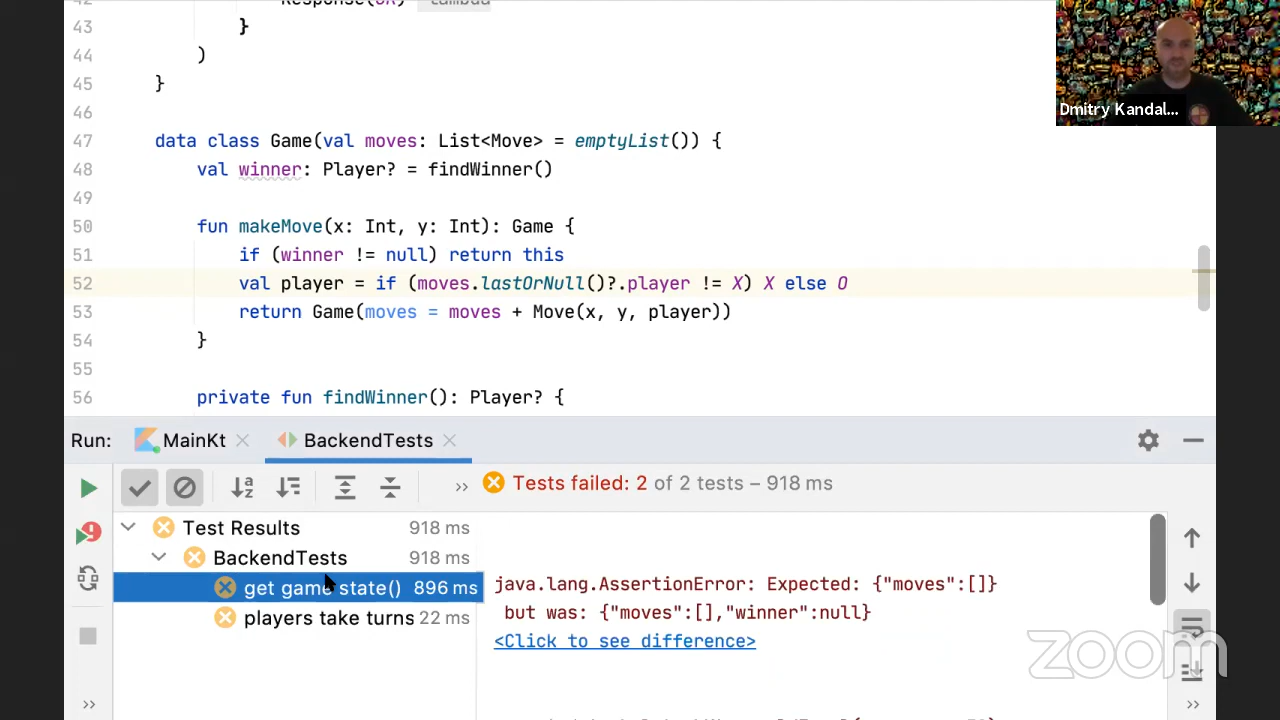 43 }
44 )
45 }
46
47 data class Game(val moves: List<Move> = emptyList()) {
48 val winner: Player? = findWinner()
49
50 fun makeMove(x: Int, y: Int): Game {
51 if (winner != null) return this
52 val player = if (moves.lastOrNull()?.player != X) X else O
53 return Game(moves = moves + Move(x, y, player))
54 }
55
56 private fun findWinner(): Player? {
Dmitry Kandal...
Run: MainKt BackendTests
Tests failed: 2 of 2 tests – 918 ms
Test Results 918 ms
BackendTests 918 ms
get game state() 896 ms
players take turns 22 ms
java.lang.AssertionError: Expected: {"moves":[]}
but was: {"moves":[],"winner":null}
<Click to see difference>
zoom